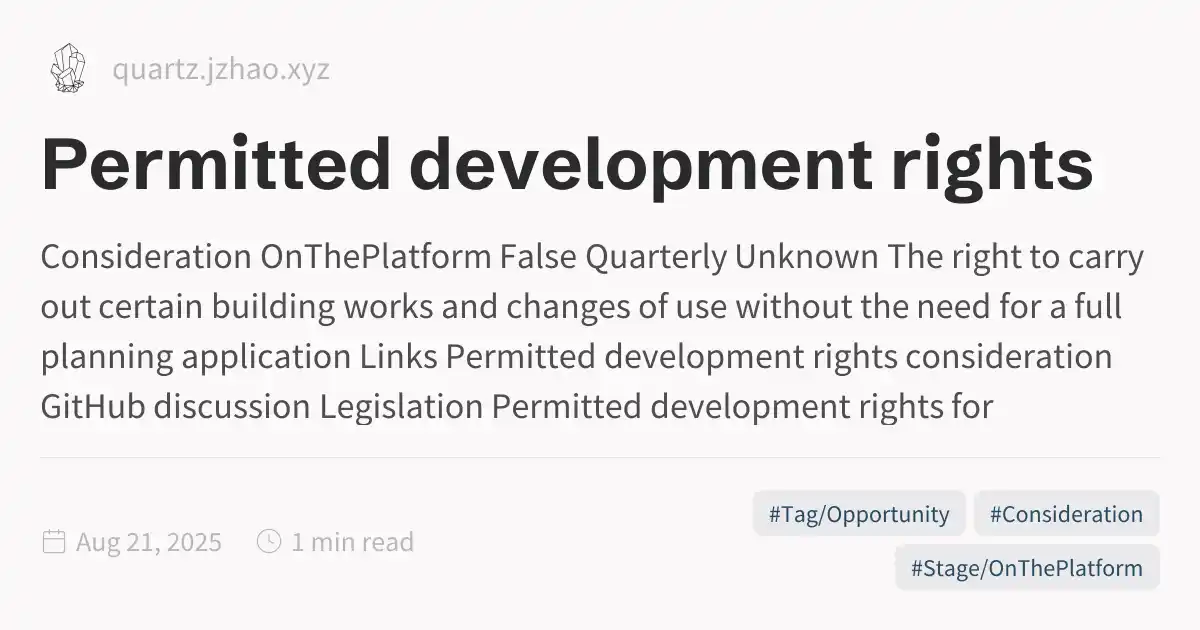 quartz.jzhao.xyz
Permitted development rights
Consideration OnThePlatform False Quarterly Unknown The right to carry
out certain building works and changes of use without the need for a full
planning application Links Permitted development rights consideration
GitHub discussion Legislation Permitted development rights for
#Tag/Opportunity #Consideration
Aug 21, 2025 1 min read
#Stage/OnThePlatform